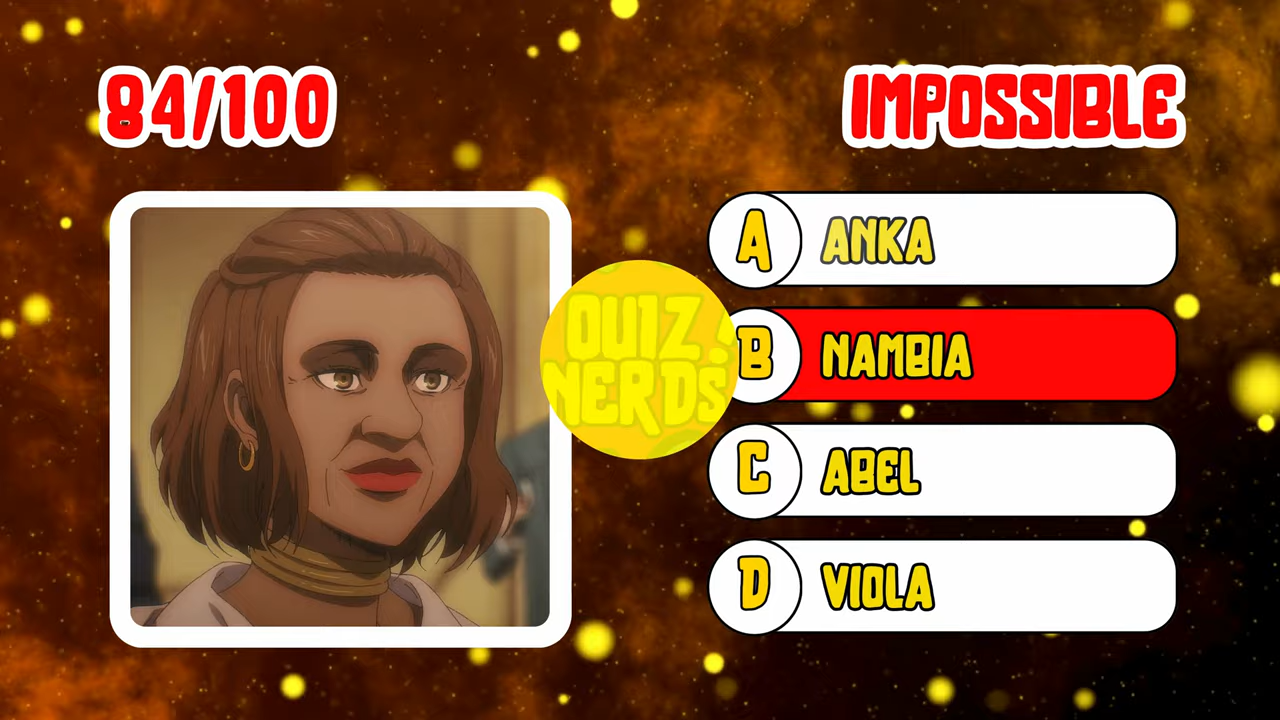 84/100
IMPOSSIBLE
QUIZ
NERDS!
A ANKA
B NAMBIA
C ABEL
D VIOLA